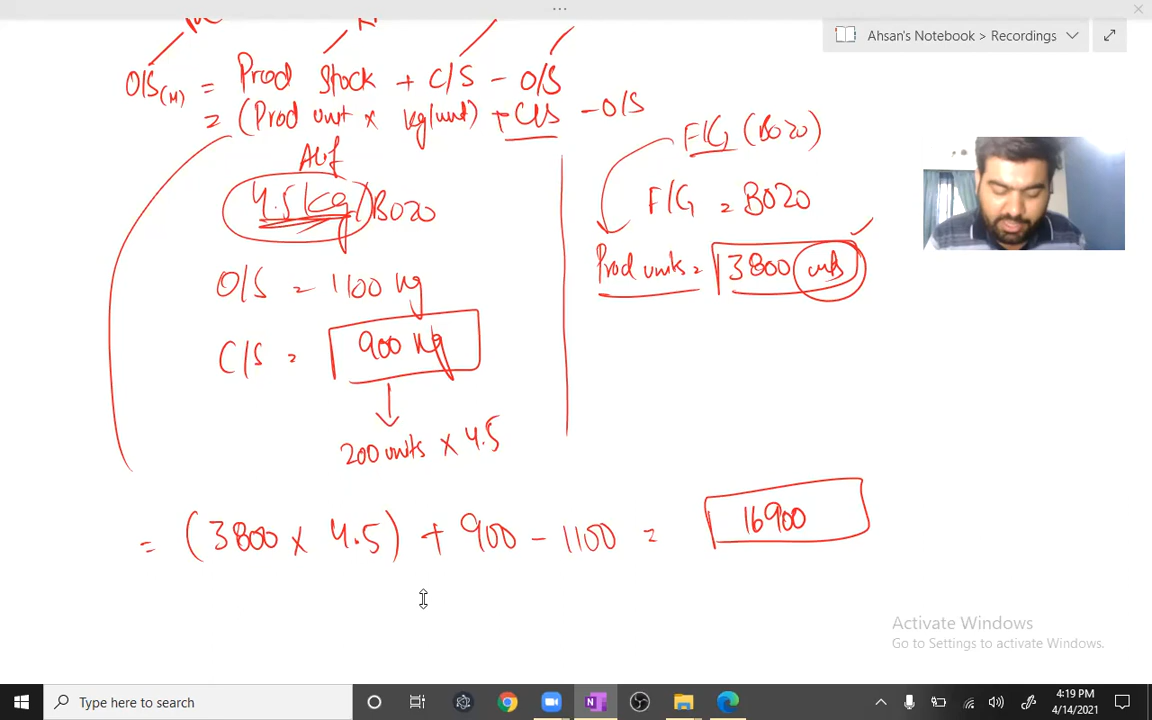 Ahsan's Notebook > Recordings
O/S(M) = Prod Stock + C/S - O/S
= (Prod unit x kg/unit) + C/S - O/S
F/G (B020)
Alif
4.5 kg/B020
F/G = B020
Prod units = 3800 units
O/S = 1100 kg
C/S = 900 kg
200 units x 4.5
= (3800 x 4.5) + 900 - 1100 = 16900
Activate Windows
Go to Settings to activate Windows.
Type here to search
4:19 PM
4/14/2021